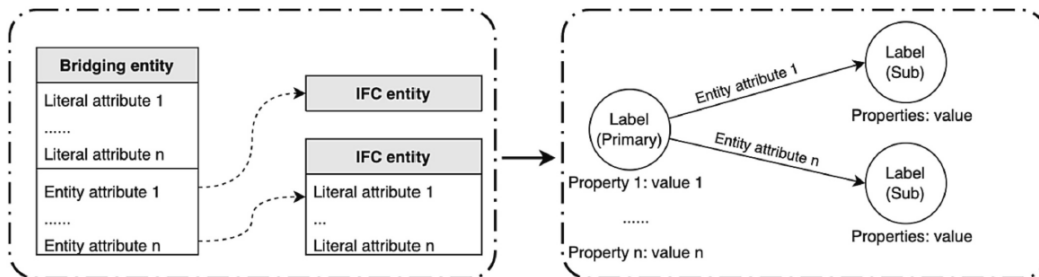 Bridging entity
Literal attribute 1
......
Literal attribute n
Entity attribute 1
......
Entity attribute n
IFC entity
IFC entity
Literal attribute 1
...
Literal attribute n
Label
(Primary)
Property 1: value 1
......
Property n: value n
Entity attribute 1
Entity attribute n
Label
(Sub)
Properties: value
Label
(Sub)
Properties: value